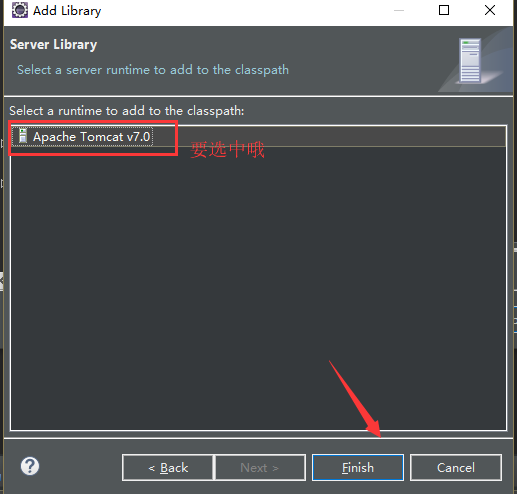 Add Library
Server Library
Select a server runtime to add to the classpath
Select a runtime to add to the classpath:
Apache Tomcat v7.0
要选中哦
?
< Back
Next >
Finish
Cancel